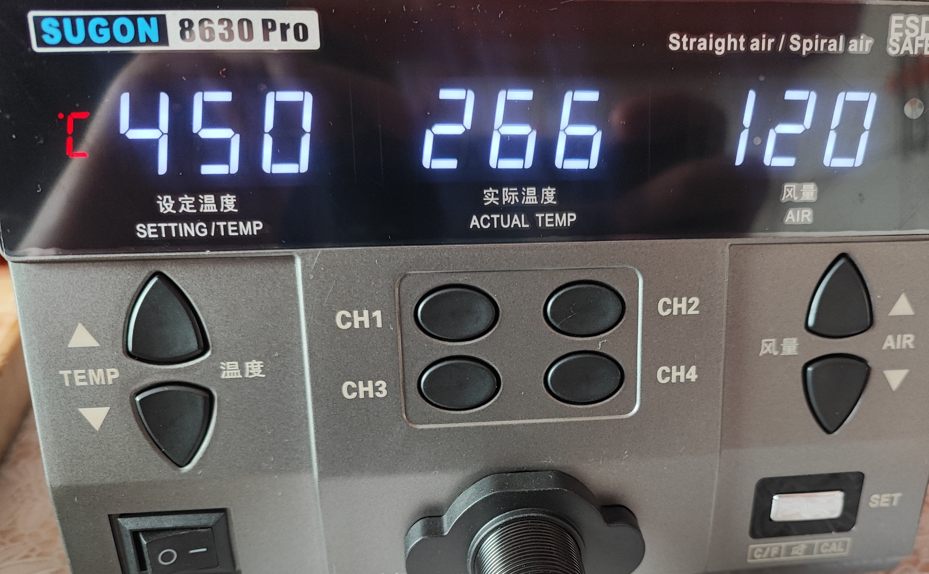 SUGON 8630 Pro
Straight air / Spiral air
ESD
SAFE
°C 450 266 120
设定温度 实际温度 风量
SETTING/TEMP ACTUAL TEMP AIR
CH1 CH2
TEMP 温度 CH3 CH4 风量 AIR
SET
C/F CAL